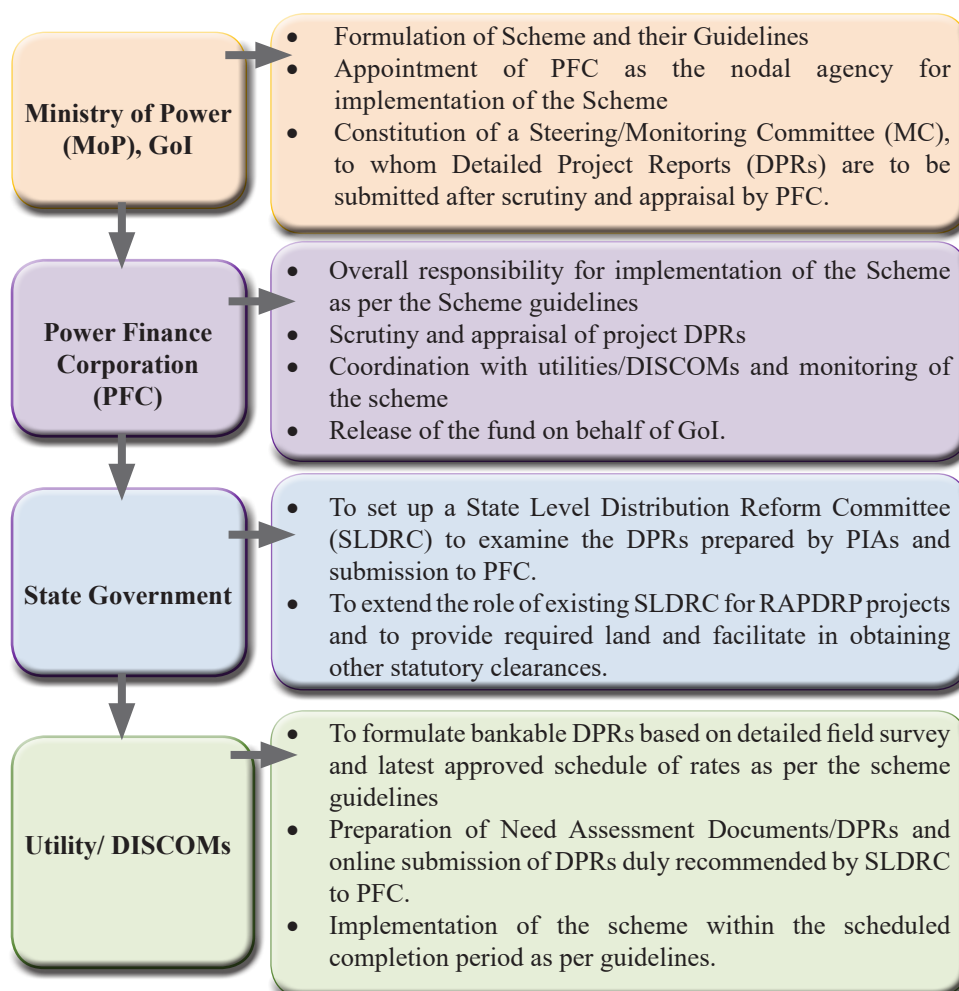 Ministry of Power
(MoP), GoI
• Formulation of Scheme and their Guidelines
• Appointment of PFC as the nodal agency for
implementation of the Scheme
• Constitution of a Steering/Monitoring Committee (MC),
to whom Detailed Project Reports (DPRs) are to be
submitted after scrutiny and appraisal by PFC.
Power Finance
Corporation
(PFC)
• Overall responsibility for implementation of the Scheme
as per the Scheme guidelines
• Scrutiny and appraisal of project DPRs
• Coordination with utilities/DISCOMs and monitoring of
the scheme
• Release of the fund on behalf of GoI.
State Government
• To set up a State Level Distribution Reform Committee
(SLDRC) to examine the DPRs prepared by PIAs and
submission to PFC.
• To extend the role of existing SLDRC for RAPDRP projects
and to provide required land and facilitate in obtaining
other statutory clearances.
Utility/ DISCOMs
• To formulate bankable DPRs based on detailed field survey
and latest approved schedule of rates as per the scheme
guidelines
• Preparation of Need Assessment Documents/DPRs and
online submission of DPRs duly recommended by SLDRC
to PFC.
• Implementation of the scheme within the scheduled
completion period as per guidelines.